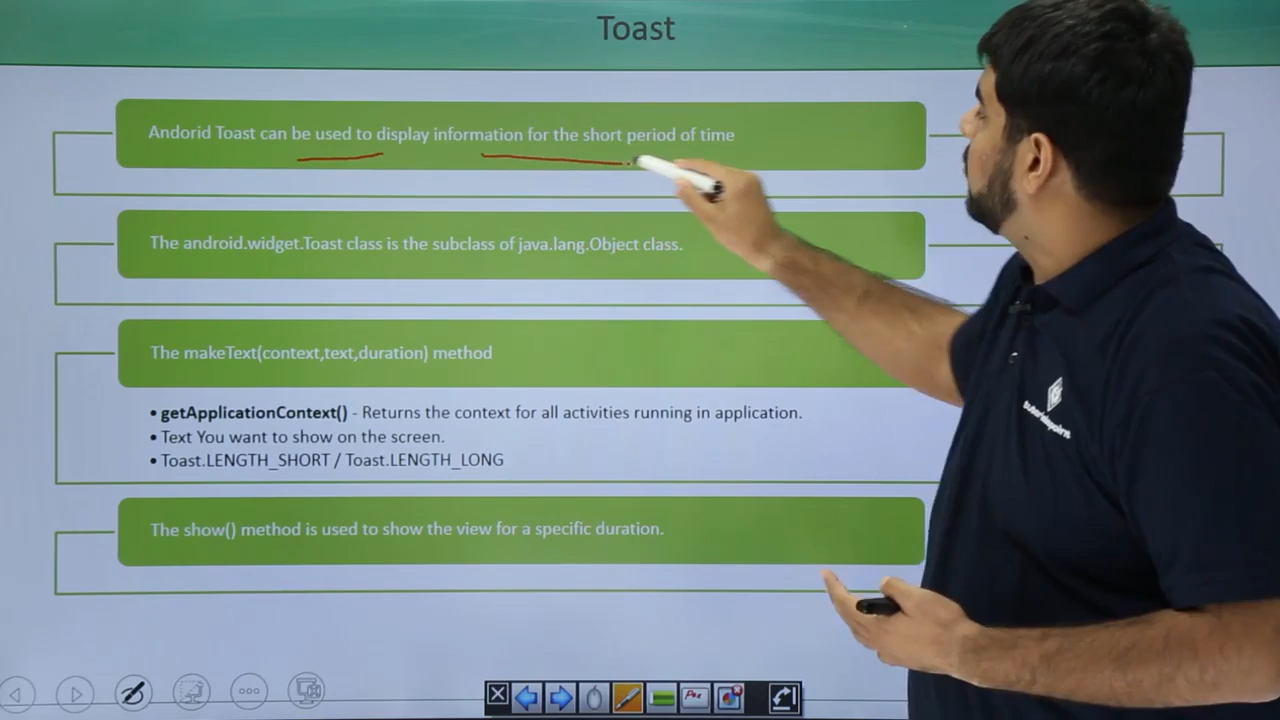 Toast
Andorid Toast can be used to display information for the short period of time
The android.widget.Toast class is the subclass of java.lang.Object class.
The makeText(context,text,duration) method
• getApplicationContext() - Returns the context for all activities running in application.
• Text You want to show on the screen.
• Toast.LENGTH_SHORT / Toast.LENGTH_LONG
The show() method is used to show the view for a specific duration.
tutorialspoint